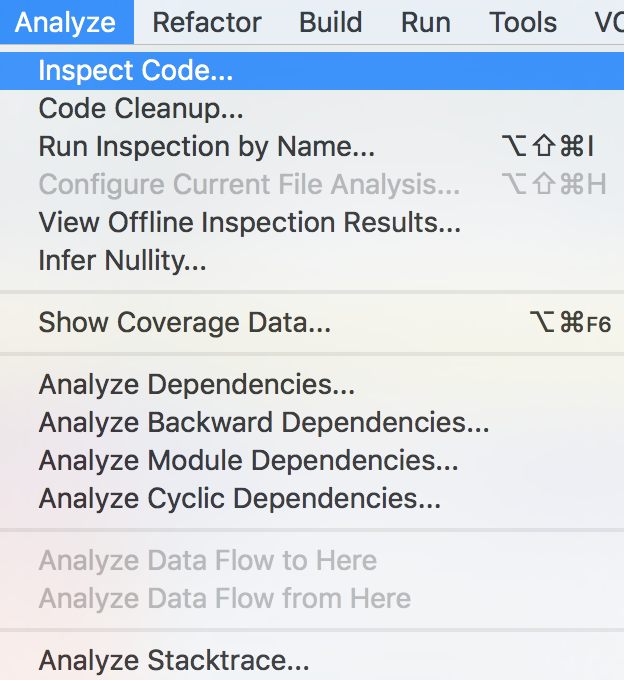 Analyze Refactor Build Run Tools VC
Inspect Code...
Code Cleanup...
Run Inspection by Name... ⌥⇧⌘I
Configure Current File Analysis... ⌥⇧⌘H
View Offline Inspection Results...
Infer Nullity...
Show Coverage Data... ⌥⌘F6
Analyze Dependencies...
Analyze Backward Dependencies...
Analyze Module Dependencies...
Analyze Cyclic Dependencies...
Analyze Data Flow to Here
Analyze Data Flow from Here
Analyze Stacktrace...